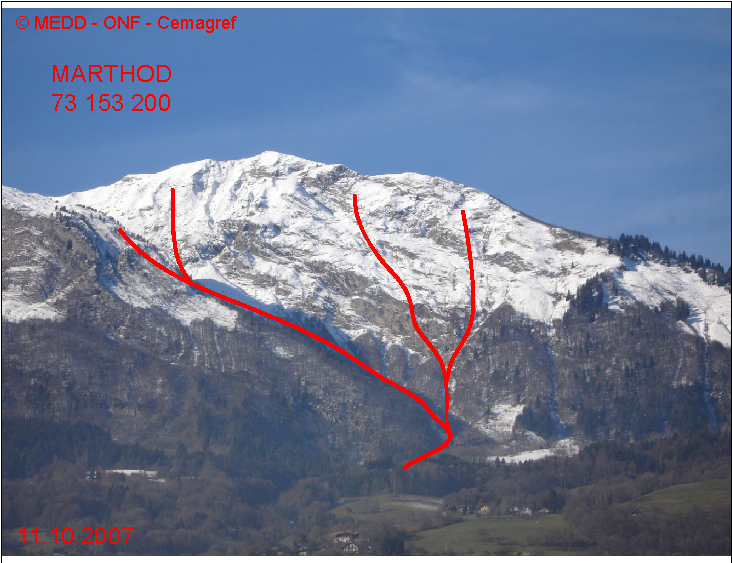 © MEDD - ONF - Cemagref
MARTHOD
73 153 200
11.10.2007